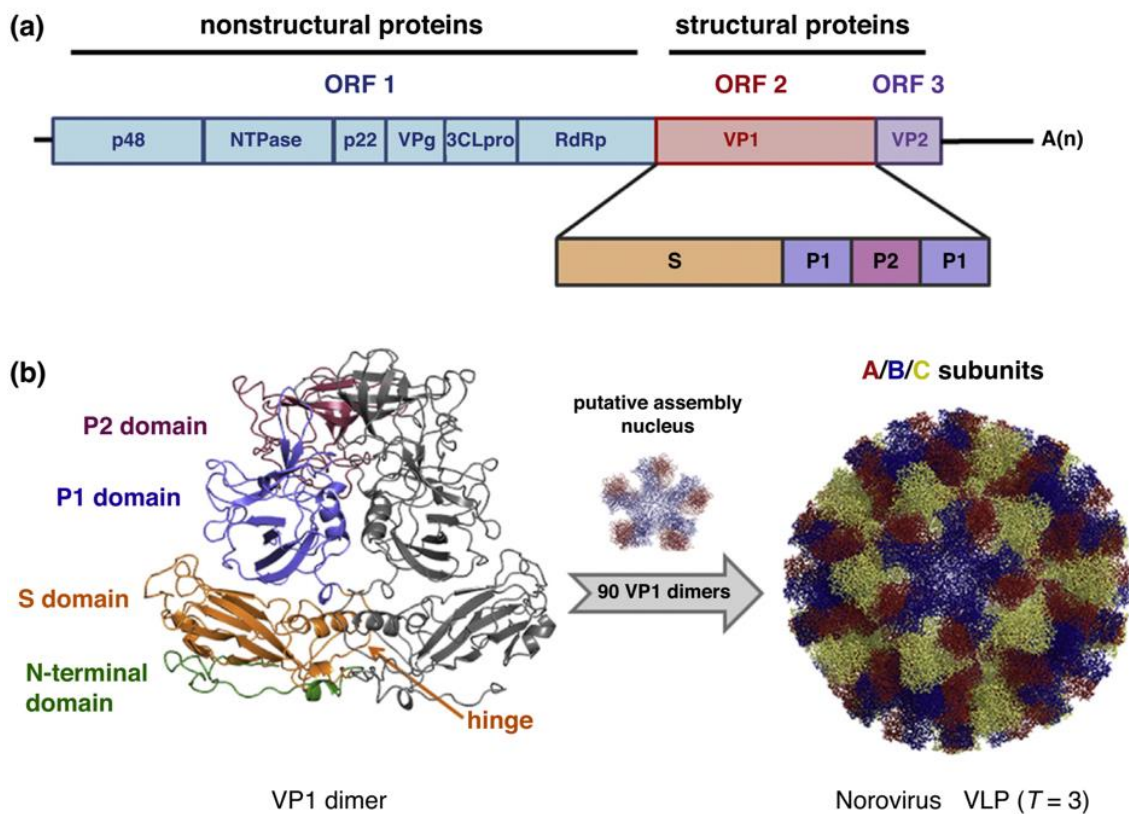 (a)
nonstructural proteins
structural proteins
ORF 1
ORF 2
ORF 3
p48
NTPase
p22
VPg
3CLpro
RdRp
VP1
VP2
A(n)
S
P1
P2
P1
(b)
P2 domain
P1 domain
S domain
N-terminal
domain
hinge
VP1 dimer
putative assembly
nucleus
90 VP1 dimers
A/B/C subunits
Norovirus VLP (T = 3)